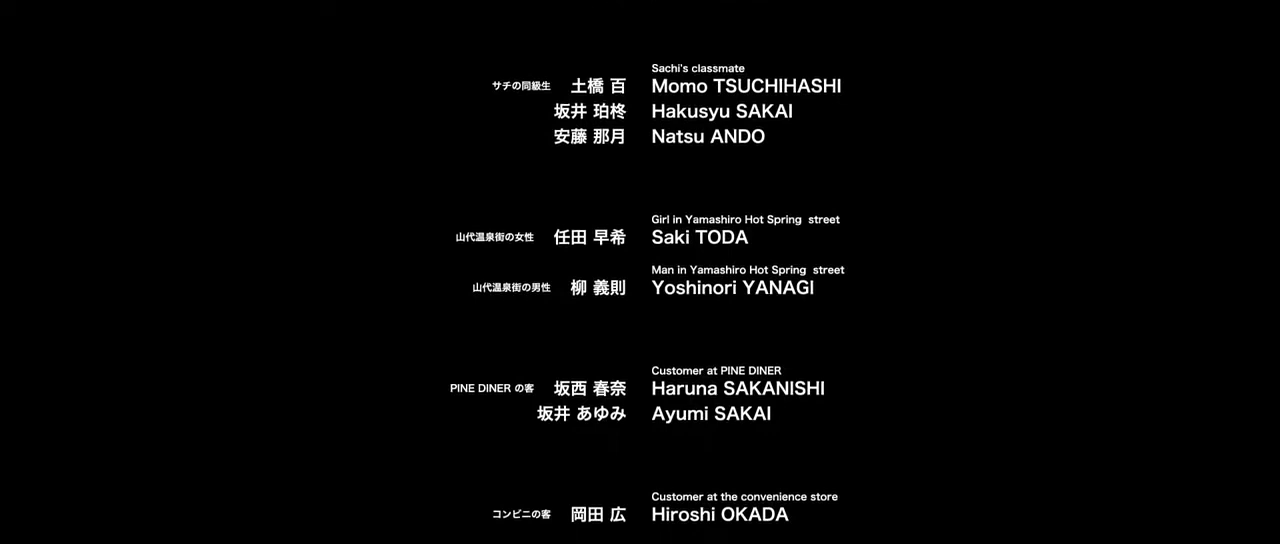 Sachi's classmate
サチの同級生 土橋 百 Momo TSUCHIHASHI
坂井 珀柊 Hakusyu SAKAI
安藤 那月 Natsu ANDO
Girl in Yamashiro Hot Spring  street
山代温泉街の女性 任田 早希 Saki TODA
Man in Yamashiro Hot Spring  street
山代温泉街の男性 柳 義則 Yoshinori YANAGI
Customer at PINE DINER
PINE DINER の客 坂西 春奈 Haruna SAKANISHI
坂井 あゆみ Ayumi SAKAI
Customer at the convenience store
コンビニの客 岡田 広 Hiroshi OKADA